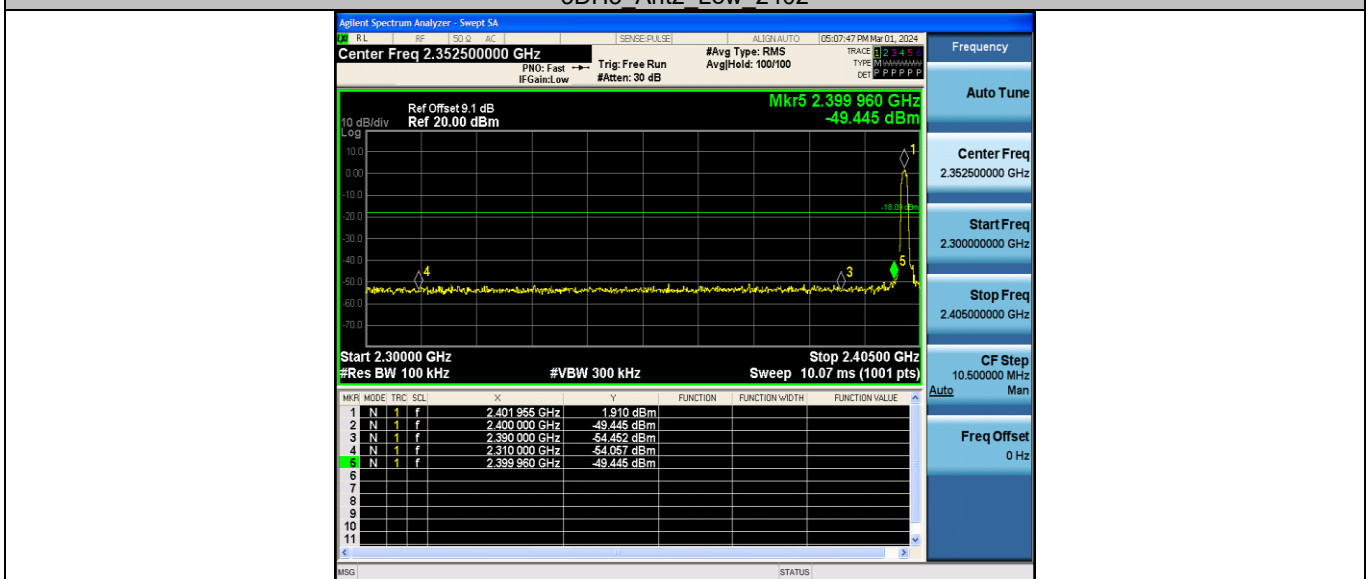 3DH5_Ant2_Low_2402
Agilent Spectrum Analyzer - Swept SA
RL RF 50 Ω AC SENSE:PULSE ALIGN AUTO 05:07:47 PM Mar 01, 2024
Center Freq 2.352500000 GHz
PNO: Fast
IFGain:Low
Trig: Free Run
#Atten: 30 dB
#Avg Type: RMS
Avg|Hold: 100/100
TRACE 1 2 3 4 5 6
TYPE M
DET P P P P P P
Ref Offset 9.1 dB
Ref 20.00 dBm
10 dB/div
Log
Mkr5 2.399 960 GHz
-49.445 dBm
10.0
0.00
-10.0
-20.0
-30.0
-40.0
-50.0
-60.0
-70.0
1
-18.09 dBm
4
3
5
Start 2.30000 GHz
Stop 2.40500 GHz
#Res BW 100 kHz
#VBW 300 kHz
Sweep 10.07 ms (1001 pts)
MKR MODE TRC SCL X Y FUNCTION FUNCTION WIDTH FUNCTION VALUE
1 N 1 f 2.401 955 GHz 1.910 dBm
2 N 1 f 2.400 000 GHz -49.445 dBm
3 N 1 f 2.390 000 GHz -54.452 dBm
4 N 1 f 2.310 000 GHz -54.057 dBm
5 N 1 f 2.399 960 GHz -49.445 dBm
6
7
8
9
10
11
MSG
STATUS
Frequency
Auto Tune
Center Freq
2.352500000 GHz
Start Freq
2.300000000 GHz
Stop Freq
2.405000000 GHz
CF Step
10.500000 MHz
Auto Man
Freq Offset
0 Hz